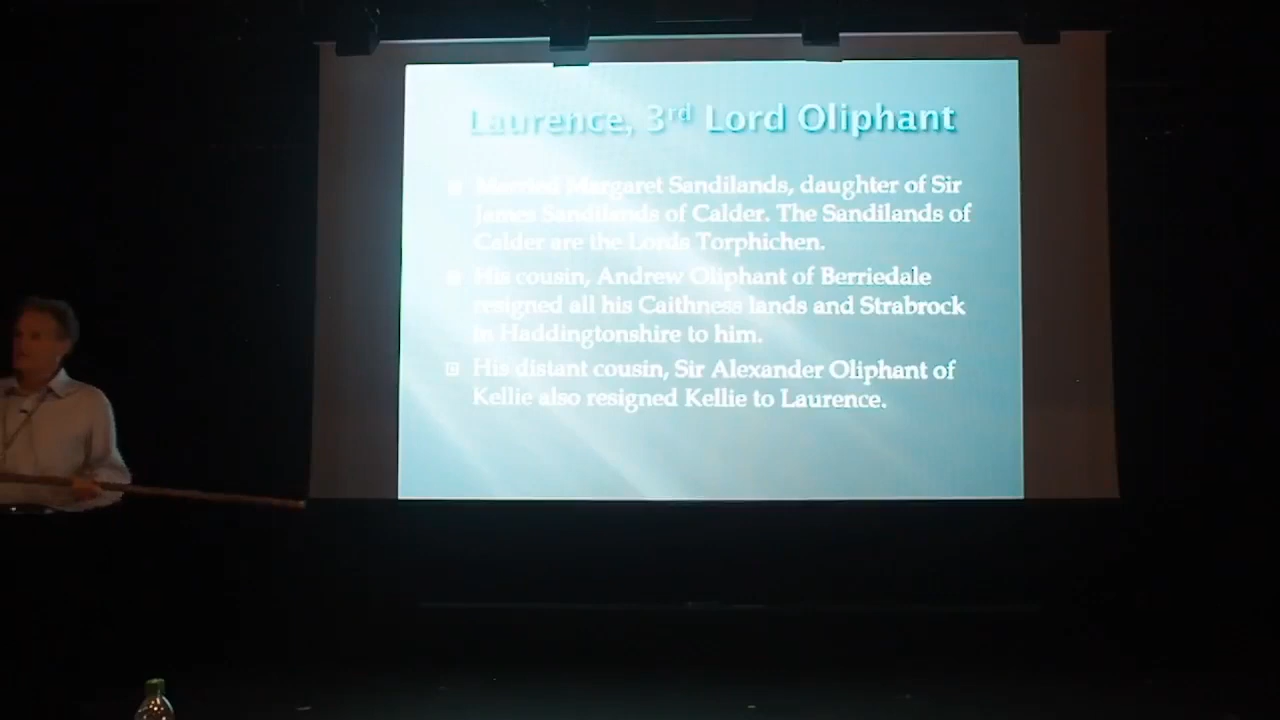 Laurence, 3rd Lord Oliphant
Married Margaret Sandilands, daughter of Sir
James Sandilands of Calder. The Sandilands of
Calder are the Lords Torphichen.
His cousin, Andrew Oliphant of Berriedale
resigned all his Caithness lands and Strabrock
in Haddingtonshire to him.
His distant cousin, Sir Alexander Oliphant of
Kellie also resigned Kellie to Laurence.